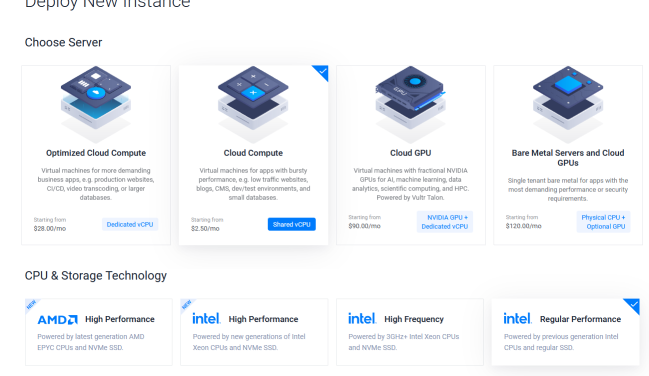 Deploy New Instance
Choose Server
Optimized Cloud Compute
Virtual machines for more demanding
business apps, e.g. production websites,
CI/CD, video transcoding, or larger
databases.
Starting from
$28.00/mo
Dedicated vCPU
Cloud Compute
Virtual machines for apps with bursty
performance, e.g. low traffic websites,
blogs, CMS, dev/test environments, and
small databases.
Starting from
$2.50/mo
Shared vCPU
GPU
Cloud GPU
Virtual machines with fractional NVIDIA
GPUs for AI, machine learning, data
analytics, scientific computing, and HPC.
Powered by Vultr Talon.
Starting from
$90.00/mo
NVIDIA GPU +
Dedicated vCPU
Bare Metal Servers and Cloud
GPUs
Single tenant bare metal for apps with the
most demanding performance or security
requirements.
Starting from
$120.00/mo
Physical CPU +
Optional GPU
CPU & Storage Technology
NEW
AMD High Performance
Powered by latest generation AMD
EPYC CPUs and NVMe SSD.
NEW
intel. High Performance
Powered by new generations of Intel
Xeon CPUs and NVMe SSD.
intel. High Frequency
Powered by 3GHz+ Intel Xeon CPUs
and NVMe SSD.
intel. Regular Performance
Powered by previous generation Intel
CPUs and regular SSD.